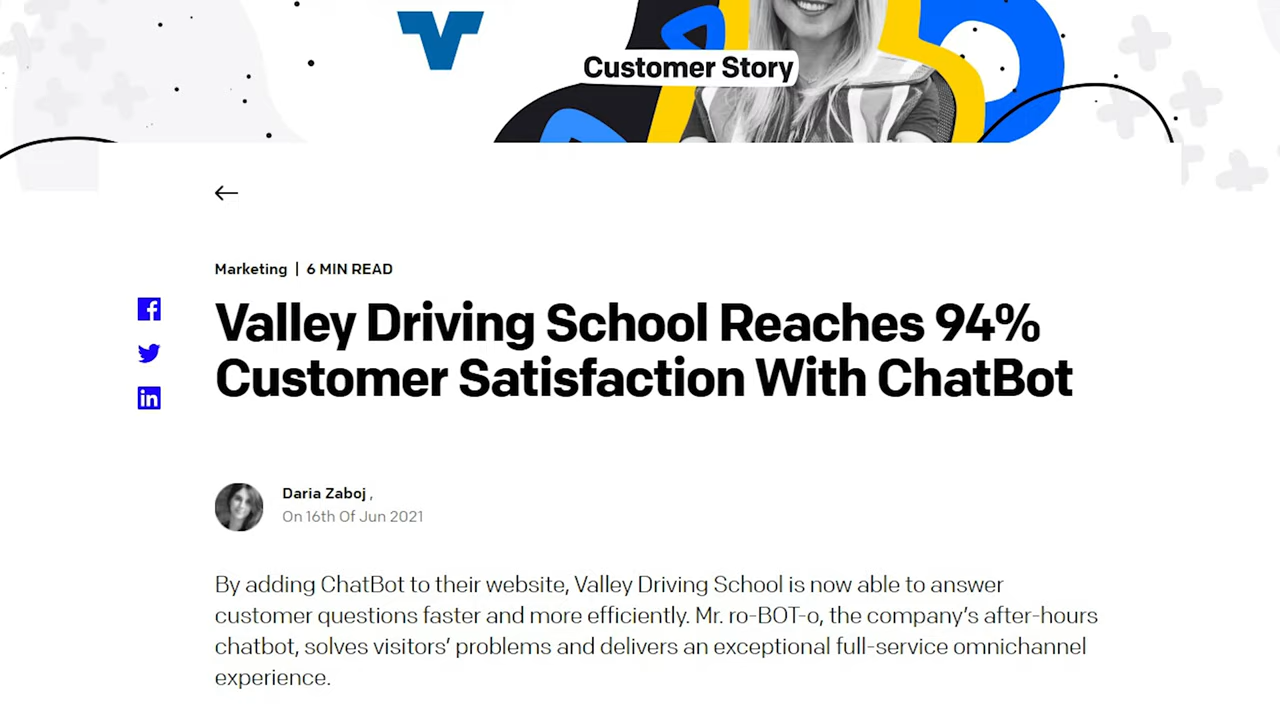 Customer Story
Marketing | 6 MIN READ
Valley Driving School Reaches 94%
Customer Satisfaction With ChatBot
Daria Zaboj ,
On 16th Of Jun 2021
By adding ChatBot to their website, Valley Driving School is now able to answer
customer questions faster and more efficiently. Mr. ro-BOT-o, the company's after-hours
chatbot, solves visitors' problems and delivers an exceptional full-service omnichannel
experience.